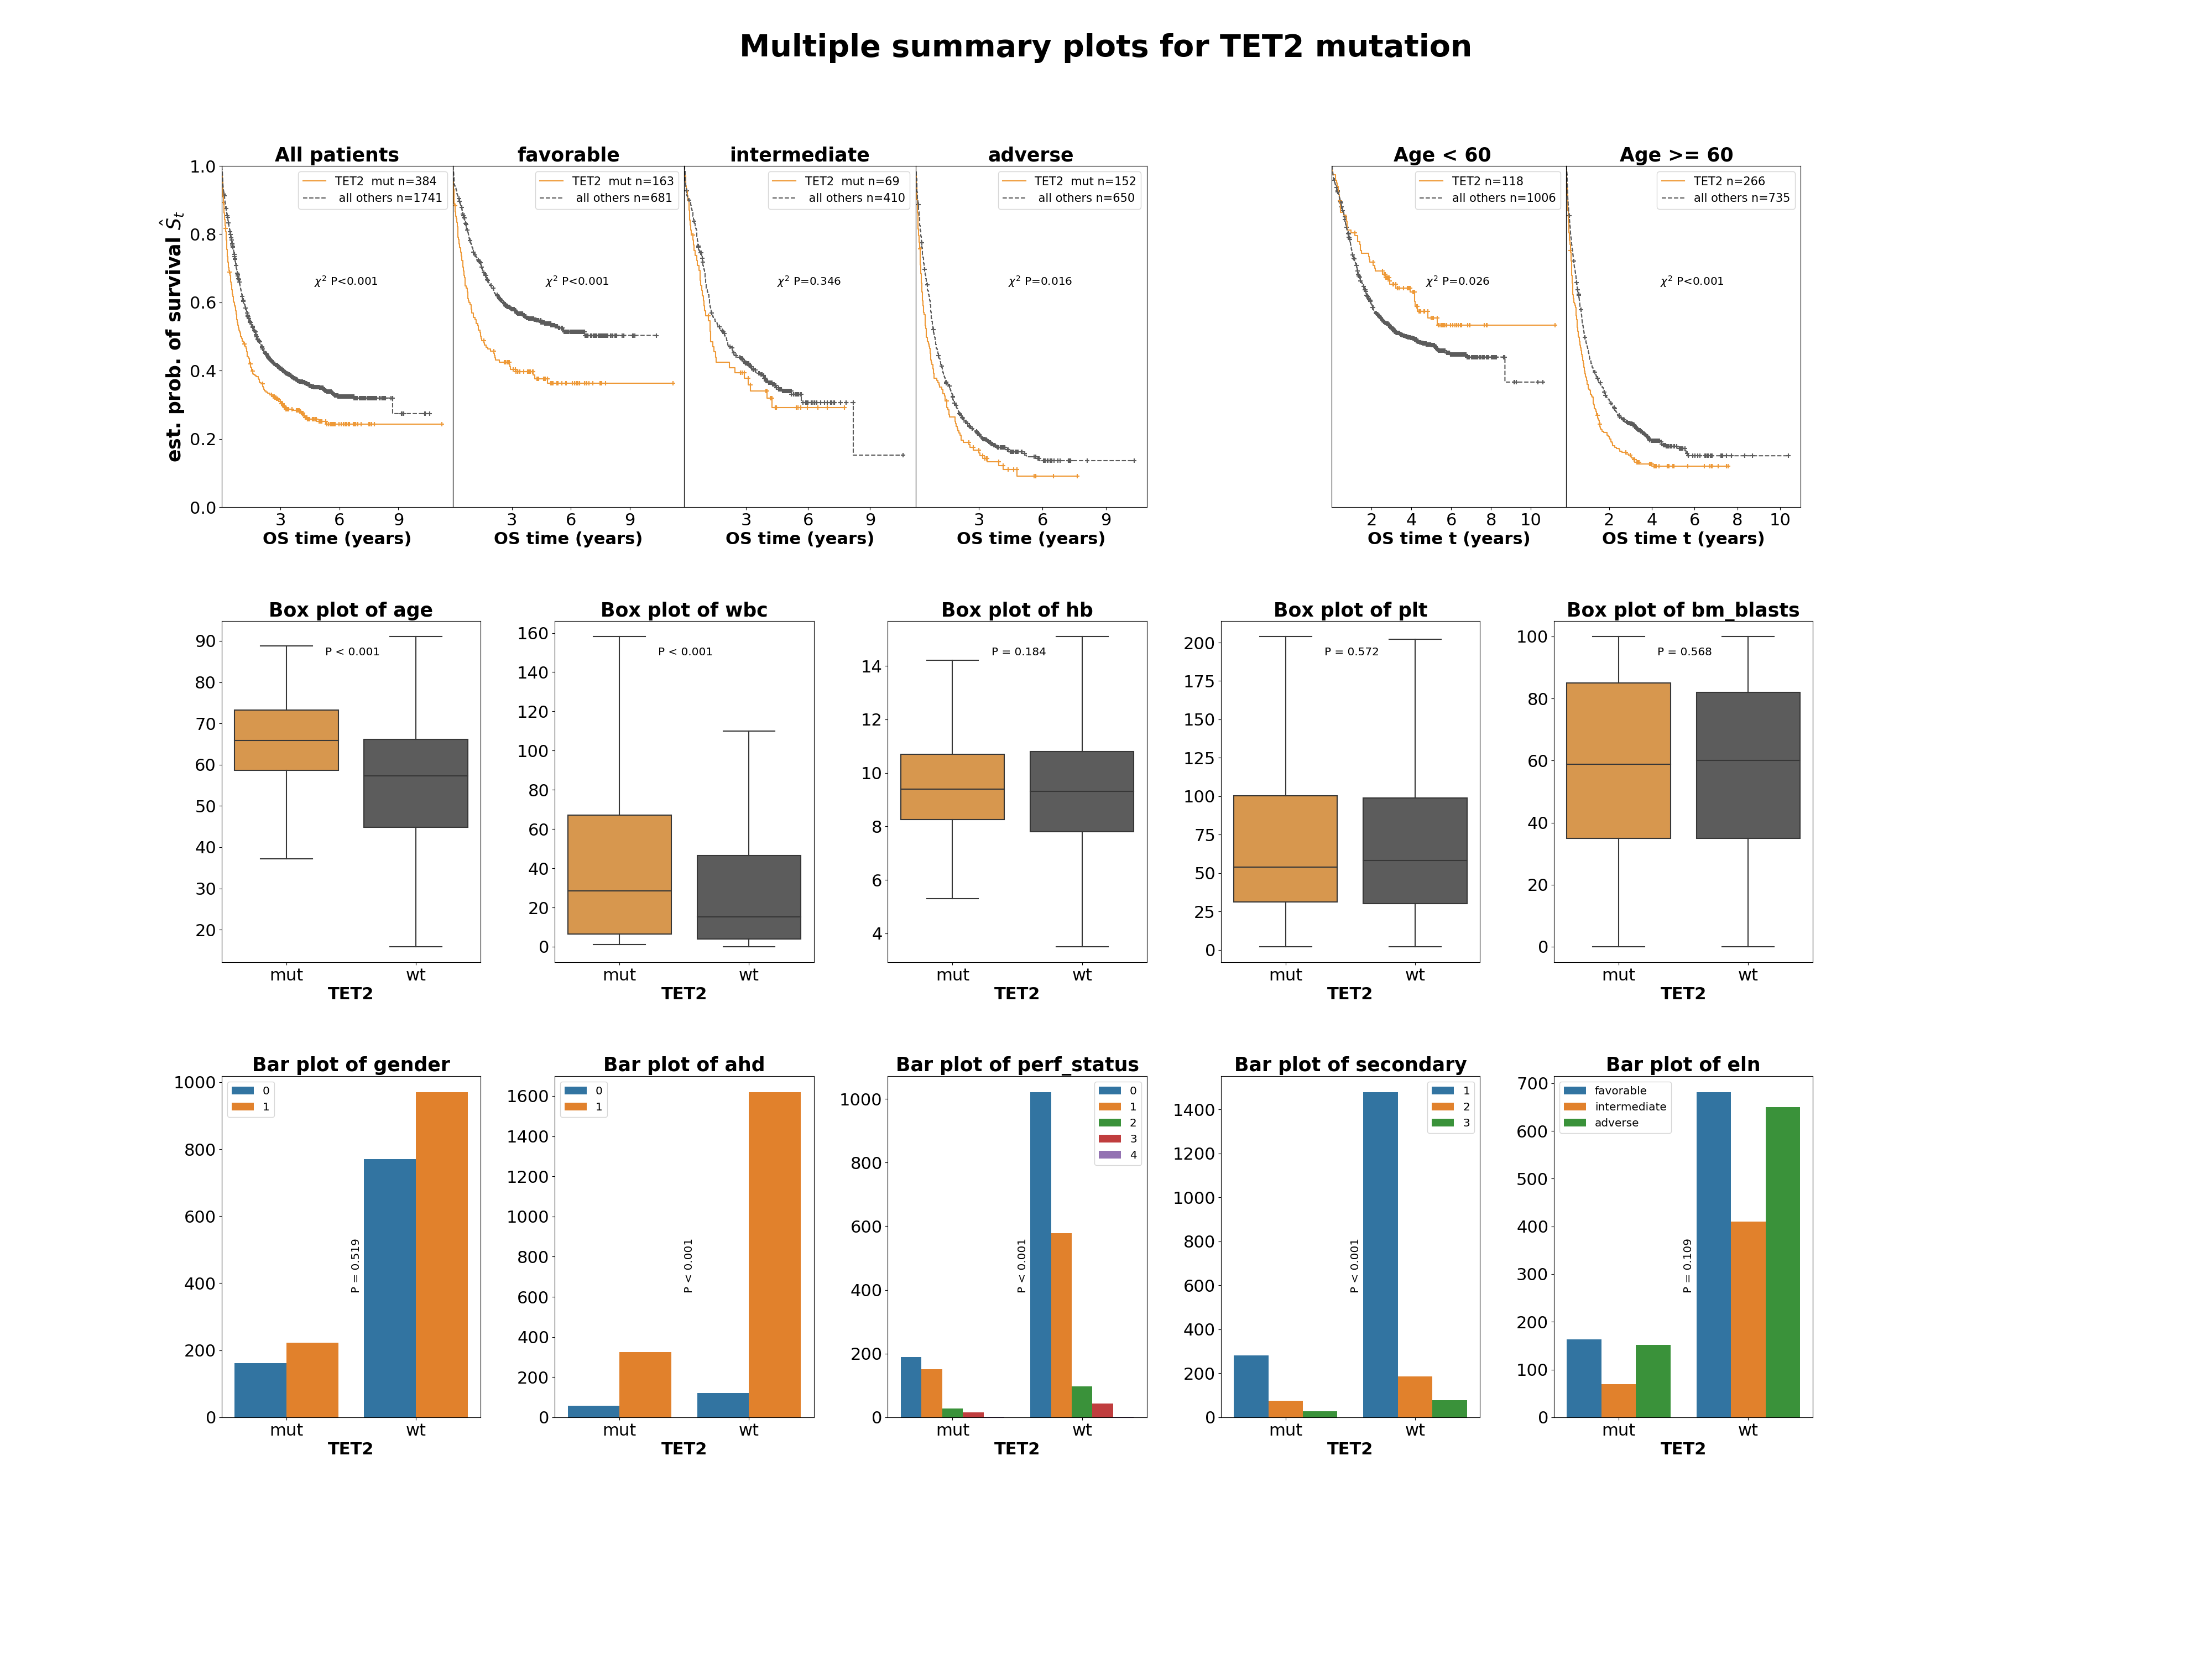 Multiple summary plots for TET2 mutation
All patients
favorable
intermediate
adverse
Age < 60
Age >= 60
est. prob. of survival Ŝt
1.0
0.8
0.6
0.4
0.2
0.0
TET2 mut n=384
all others n=1741
χ² P<0.001
TET2 mut n=163
all others n=681
χ² P<0.001
TET2 mut n=69
all others n=410
χ² P=0.346
TET2 mut n=152
all others n=650
χ² P=0.016
TET2 n=118
all others n=1006
χ² P=0.026
TET2 n=266
all others n=735
χ² P<0.001
3 6 9
3 6 9
3 6 9
3 6 9
2 4 6 8 10
2 4 6 8 10
OS time (years)
OS time (years)
OS time (years)
OS time (years)
OS time t (years)
OS time t (years)
Box plot of age
90
80
70
60
50
40
30
20
P < 0.001
mut wt
TET2
Box plot of wbc
160
140
120
100
80
60
40
20
0
P < 0.001
mut wt
TET2
Box plot of hb
14
12
10
8
6
4
P = 0.184
mut wt
TET2
Box plot of plt
200
175
150
125
100
75
50
25
0
P = 0.572
mut wt
TET2
Box plot of bm_blasts
100
80
60
40
20
0
P = 0.568
mut wt
TET2
Bar plot of gender
1000
800
600
400
200
0
0
1
P = 0.519
mut wt
TET2
Bar plot of ahd
1600
1400
1200
1000
800
600
400
200
0
0
1
P < 0.001
mut wt
TET2
Bar plot of perf_status
1000
800
600
400
200
0
0
1
2
3
4
P < 0.001
mut wt
TET2
Bar plot of secondary
1400
1200
1000
800
600
400
200
0
1
2
3
P < 0.001
mut wt
TET2
Bar plot of eln
700
600
500
400
300
200
100
0
favorable
intermediate
adverse
P = 0.109
mut wt
TET2